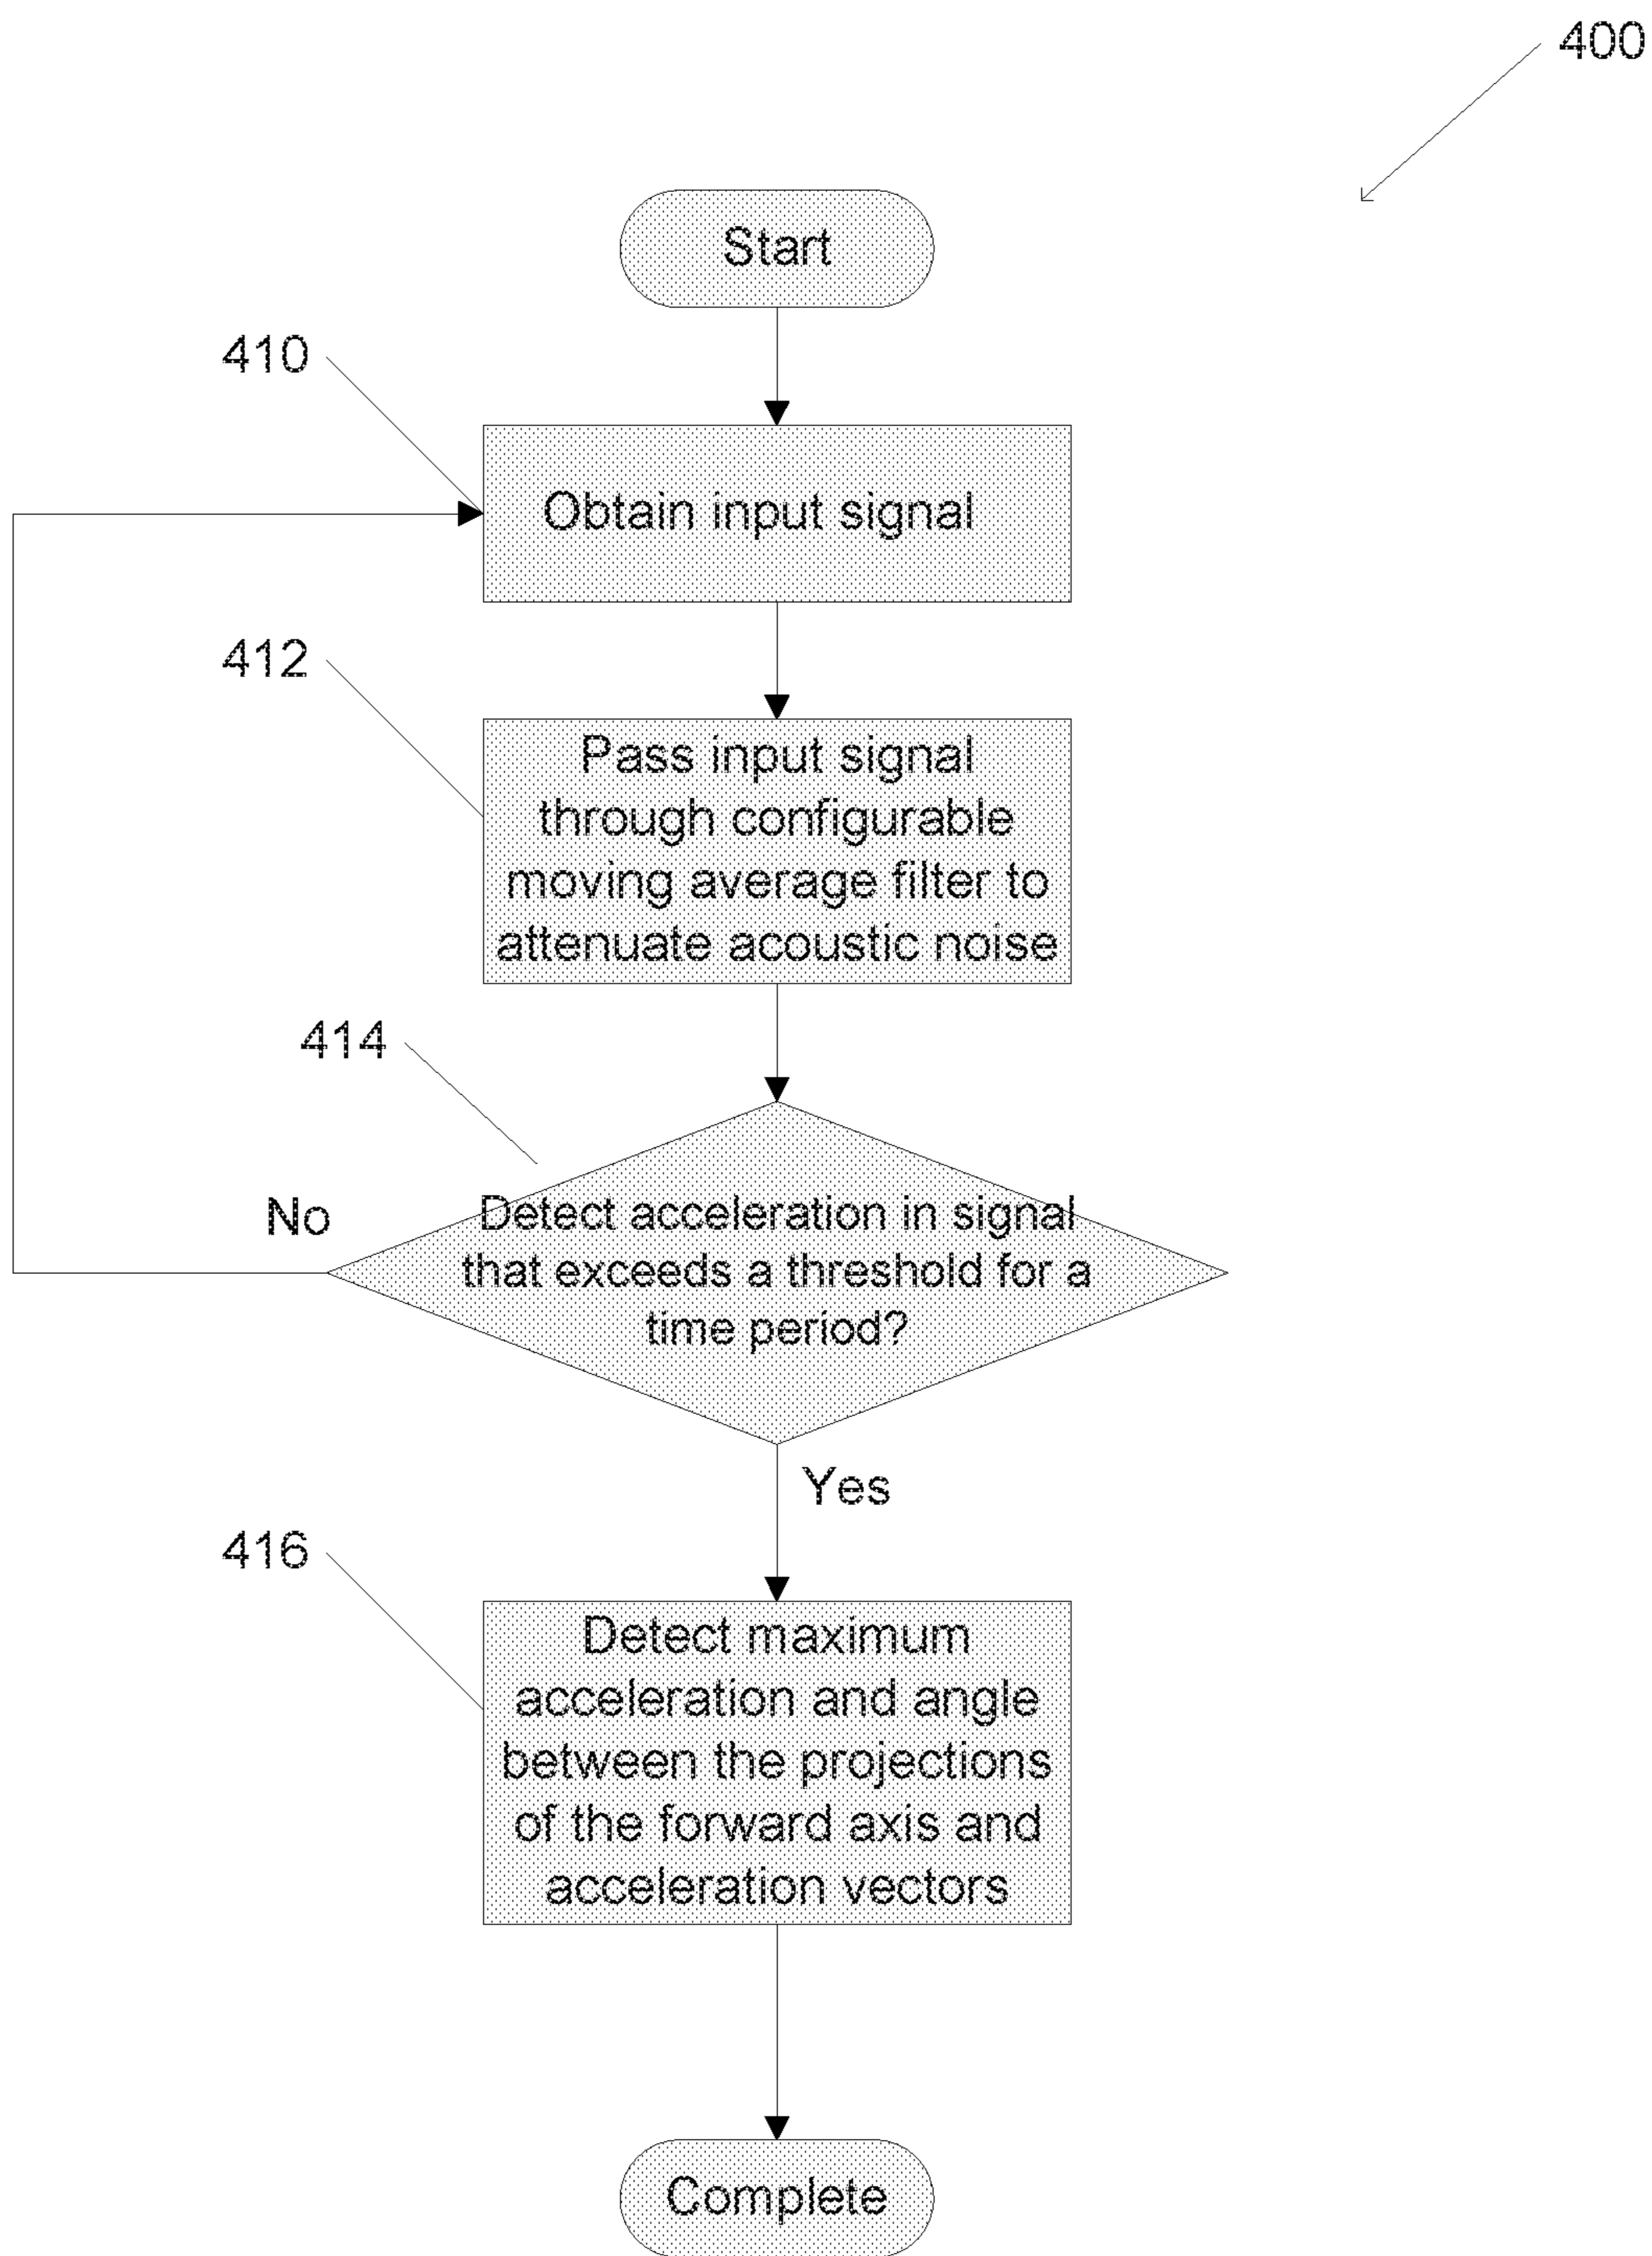 400
Start
410
Obtain input signal
412
Pass input signal
through configurable
moving average filter to
attenuate acoustic noise
414
No
Detect acceleration in signal
that exceeds a threshold for a
time period?
Yes
416
Detect maximum
acceleration and angle
between the projections
of the forward axis and
acceleration vectors
Complete